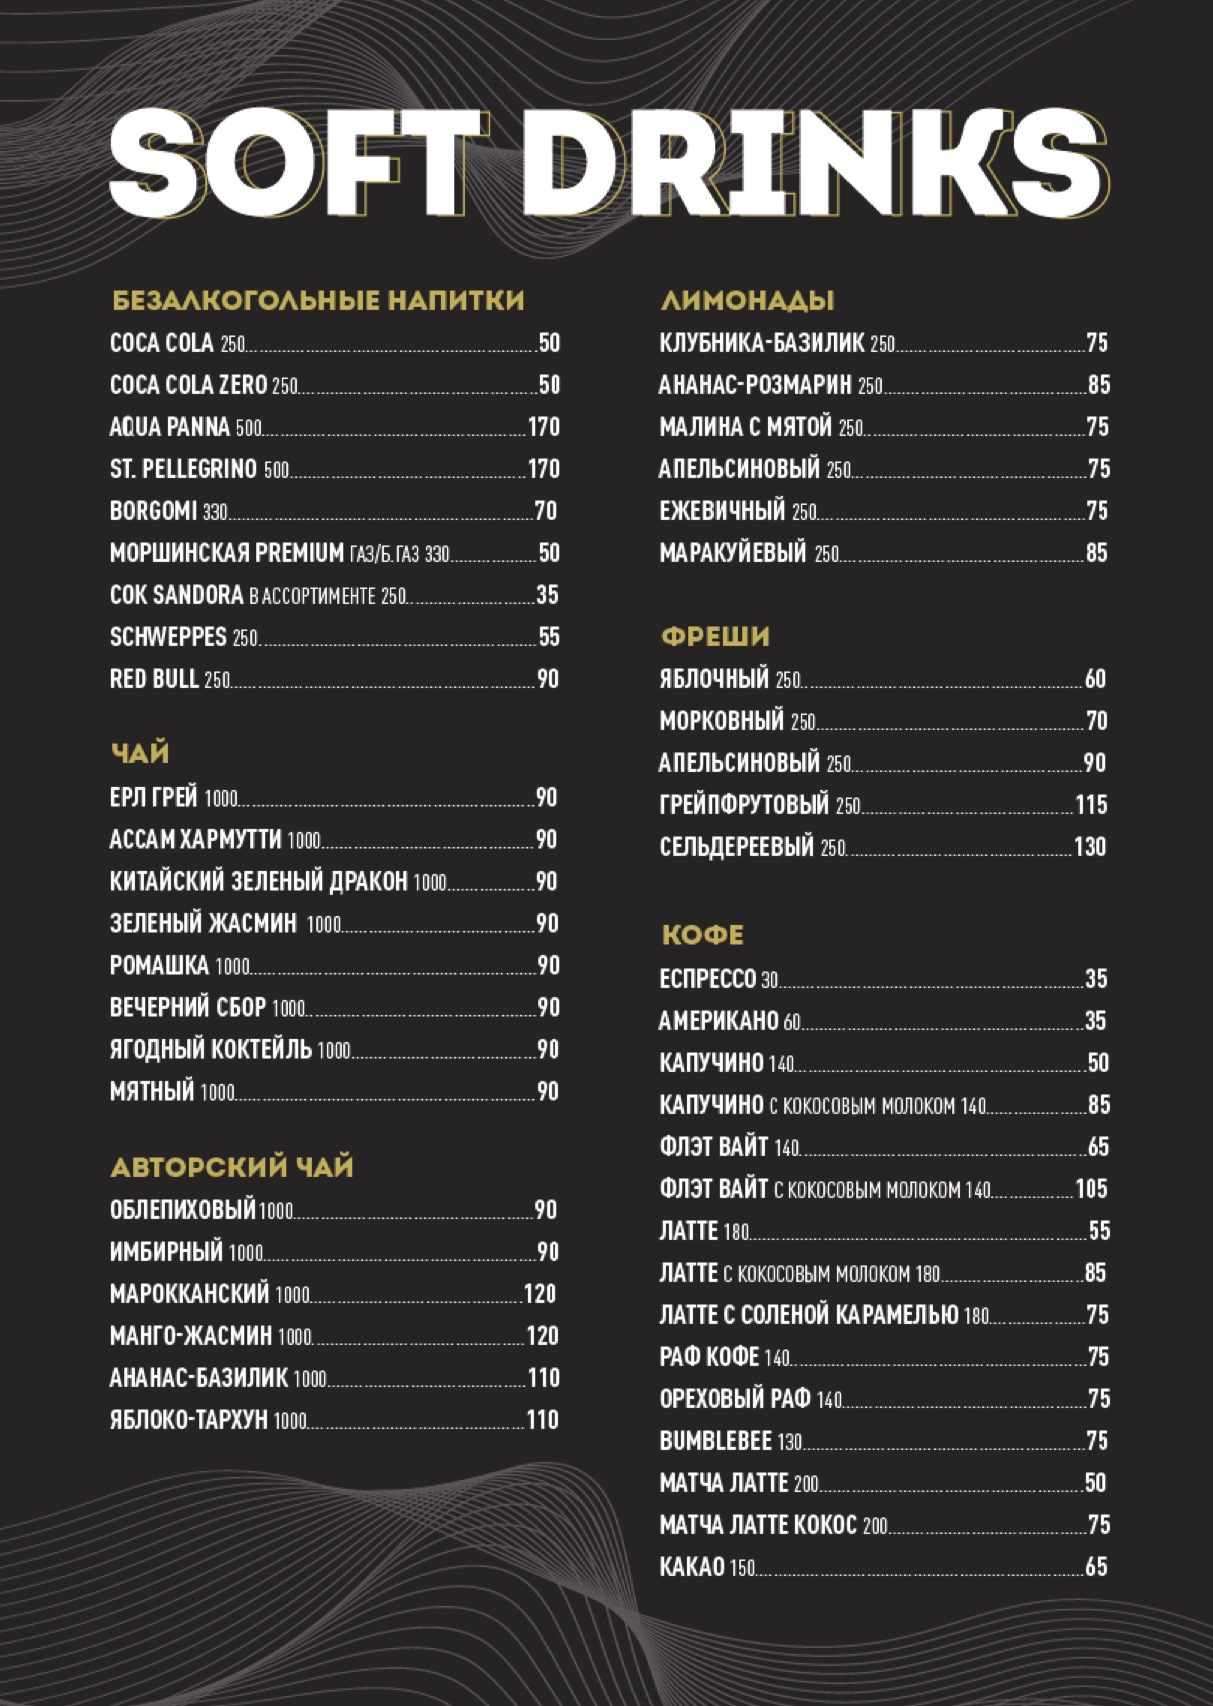 SOFT DRINKS
БЕЗАЛКОГОЛЬНЫЕ НАПИТКИ
COCA COLA 250 50
COCA COLA ZERO 250 50
AQUA PANNA 500 170
ST. PELLEGRINO 500 170
BORGOMI 330 70
МОРШИНСКАЯ PREMIUM ГАЗ/Б.ГАЗ 330 50
СОК SANDORA В АССОРТИМЕНТЕ 250 35
SCHWEPPES 250 55
RED BULL 250 90
ЧАЙ
ЕРЛ ГРЕЙ 1000 90
АССАМ ХАРМУТТИ 1000 90
КИТАЙСКИЙ ЗЕЛЕНЫЙ ДРАКОН 1000 90
ЗЕЛЕНЫЙ ЖАСМИН 1000 90
РОМАШКА 1000 90
ВЕЧЕРНИЙ СБОР 1000 90
ЯГОДНЫЙ КОКТЕЙЛЬ 1000 90
МЯТНЫЙ 1000 90
АВТОРСКИЙ ЧАЙ
ОБЛЕПИХОВЫЙ 1000 90
ИМБИРНЫЙ 1000 90
МАРОККАНСКИЙ 1000 120
МАНГО-ЖАСМИН 1000 120
АНАНАС-БАЗИЛИК 1000 110
ЯБЛОКО-ТАРХУН 1000 110
ЛИМОНАДЫ
КЛУБНИКА-БАЗИЛИК 250 75
АНАНАС-РОЗМАРИН 250 85
МАЛИНА С МЯТОЙ 250 75
АПЕЛЬСИНОВЫЙ 250 75
ЕЖЕВИЧНЫЙ 250 75
МАРАКУЙЕВЫЙ 250 85
ФРЕШИ
ЯБЛОЧНЫЙ 250 60
МОРКОВНЫЙ 250 70
АПЕЛЬСИНОВЫЙ 250 90
ГРЕЙПФРУТОВЫЙ 250 115
СЕЛЬДЕРЕЕВЫЙ 250 130
КОФЕ
ЕСПРЕССО 30 35
АМЕРИКАНО 60 35
КАПУЧИНО 140 50
КАПУЧИНО С КОКОСОВЫМ МОЛОКОМ 140 85
ФЛЭТ ВАЙТ 140 65
ФЛЭТ ВАЙТ С КОКОСОВЫМ МОЛОКОМ 140 105
ЛАТТЕ 180 55
ЛАТТЕ С КОКОСОВЫМ МОЛОКОМ 180 85
ЛАТТЕ С СОЛЕНОЙ КАРАМЕЛЬЮ 180 75
РАФ КОФЕ 140 75
ОРЕХОВЫЙ РАФ 140 75
BUMBLEBEE 130 75
МАТЧА ЛАТТЕ 200 50
МАТЧА ЛАТТЕ КОКОС 200 75
КАКАО 150 65